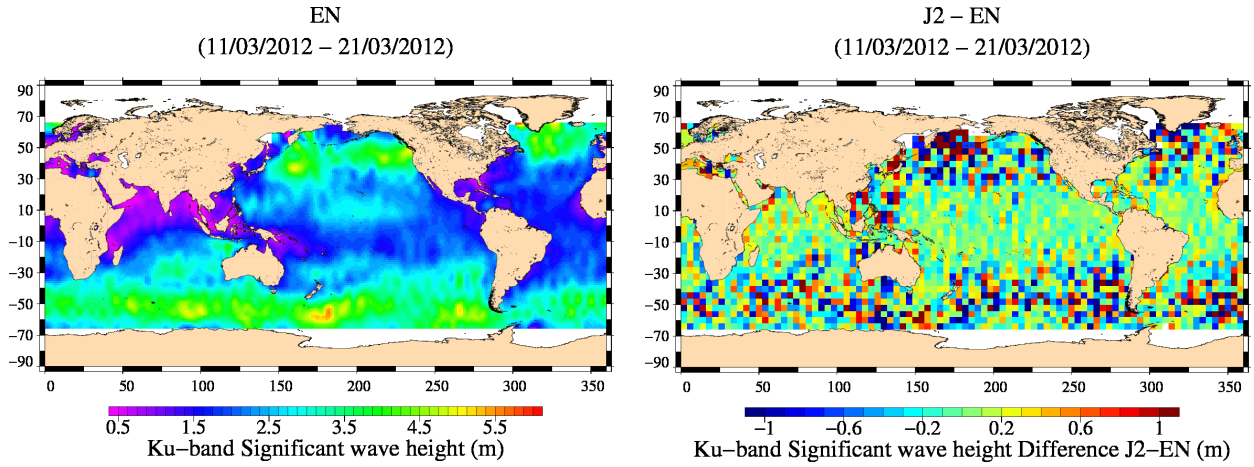 EN
(11/03/2012 − 21/03/2012)
90
70
50
30
10
−10
−30
−50
−70
−90
0 50 100 150 200 250 300 350
0.5 1.5 2.5 3.5 4.5 5.5
Ku−band Significant wave height (m)
J2 − EN
(11/03/2012 − 21/03/2012)
90
70
50
30
10
−10
−30
−50
−70
−90
0 50 100 150 200 250 300 350
−1 −0.6 −0.2 0.2 0.6 1
Ku−band Significant wave height Difference J2−EN (m)